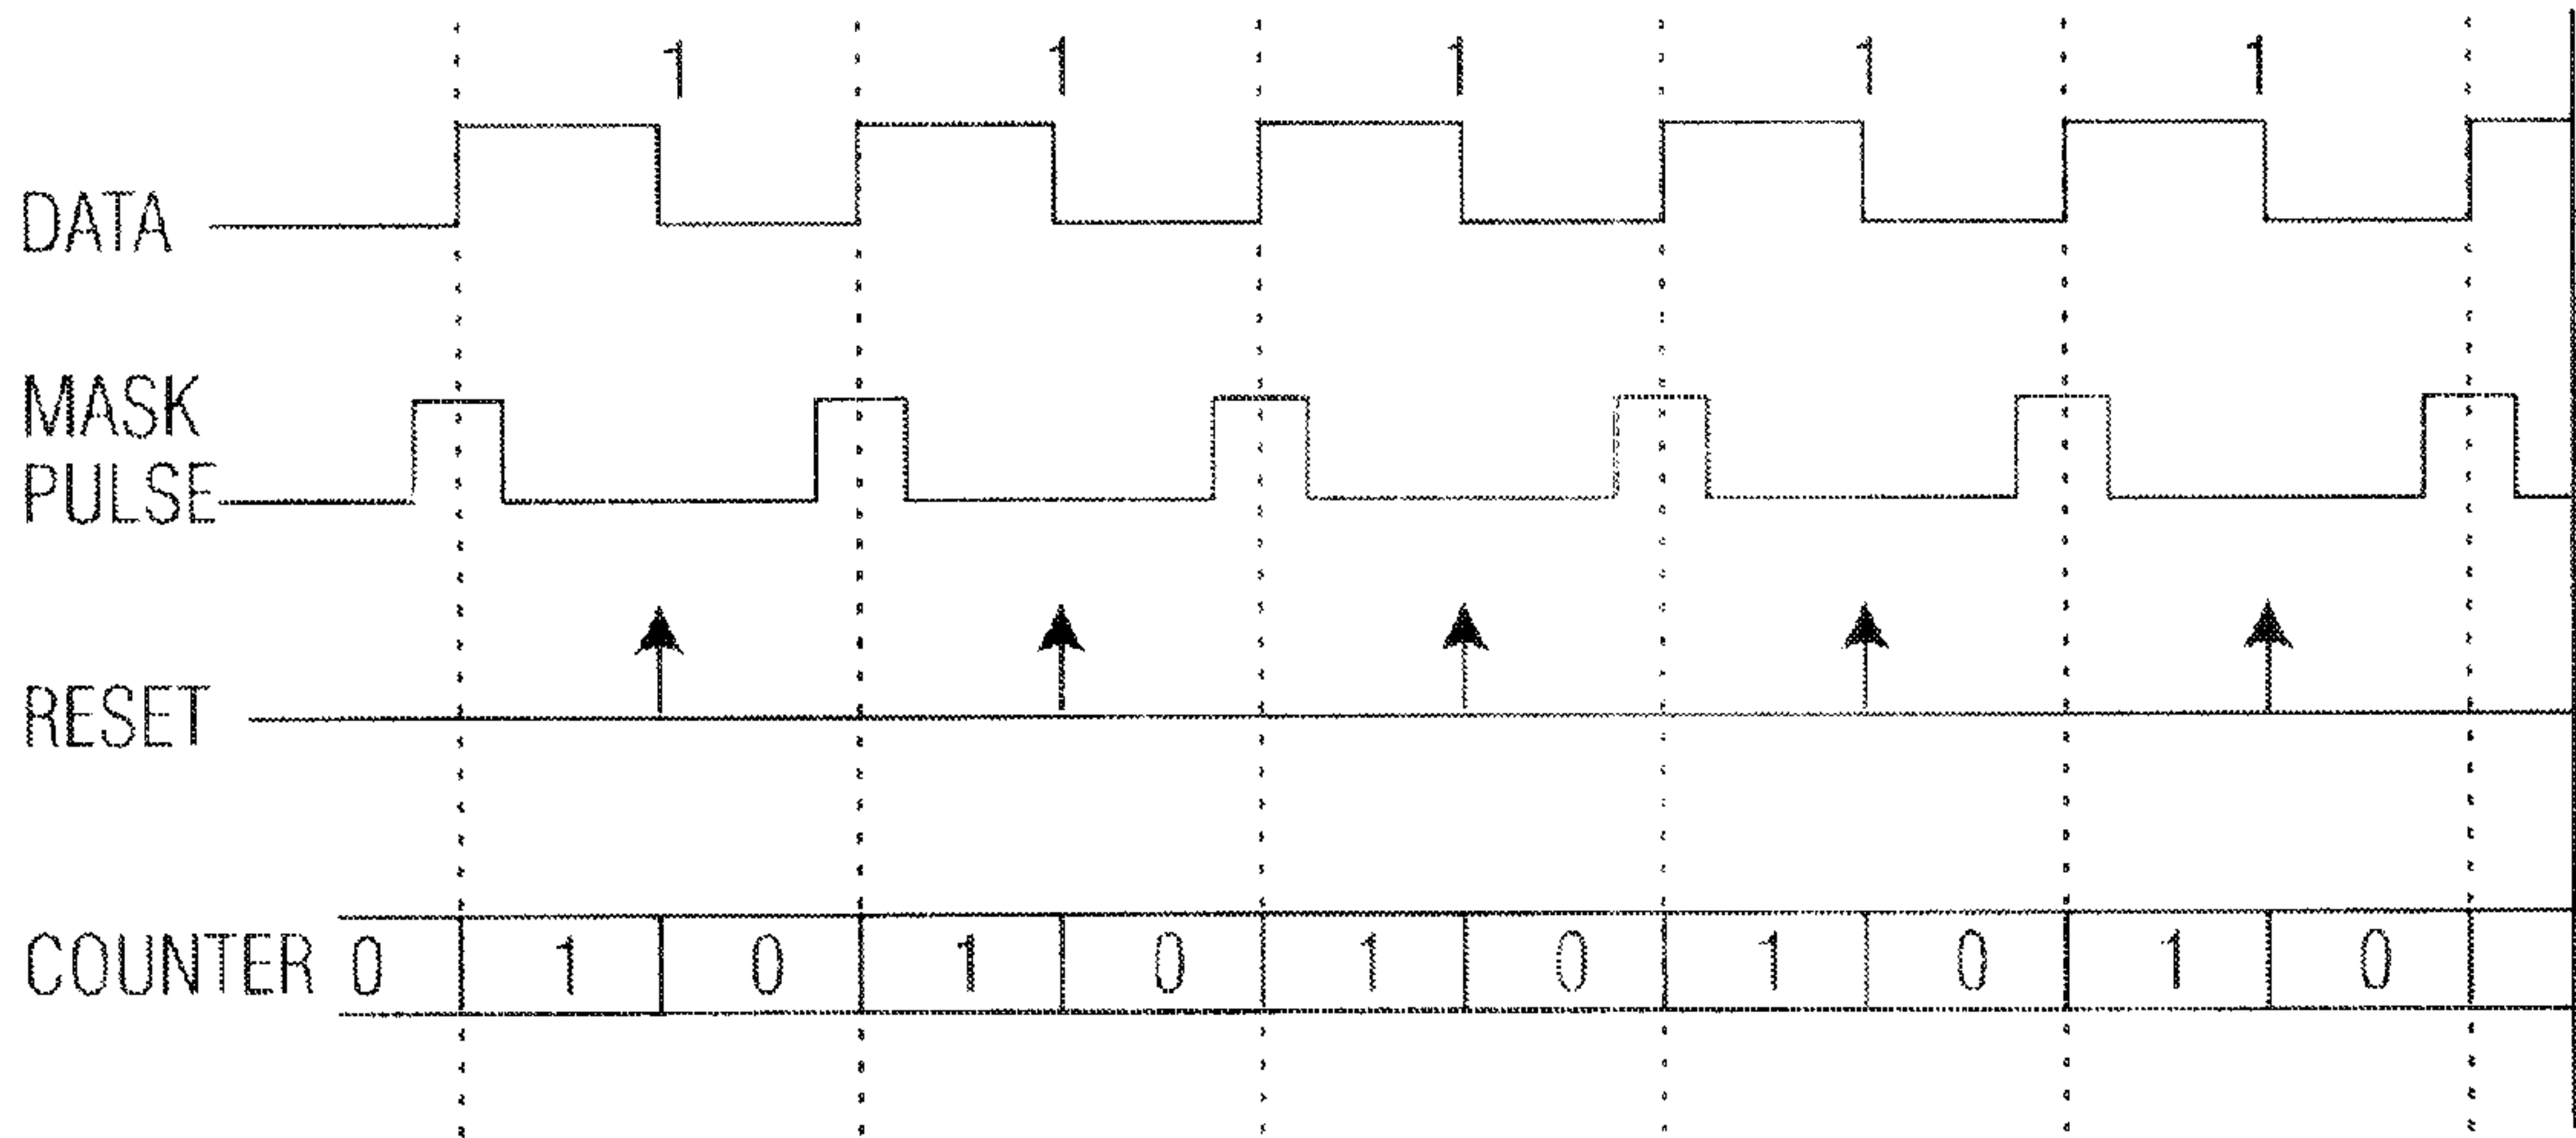 1 1 1 1 1
DATA
MASK
PULSE
RESET
COUNTER 0 1 0 1 0 1 0 1 0 1 0